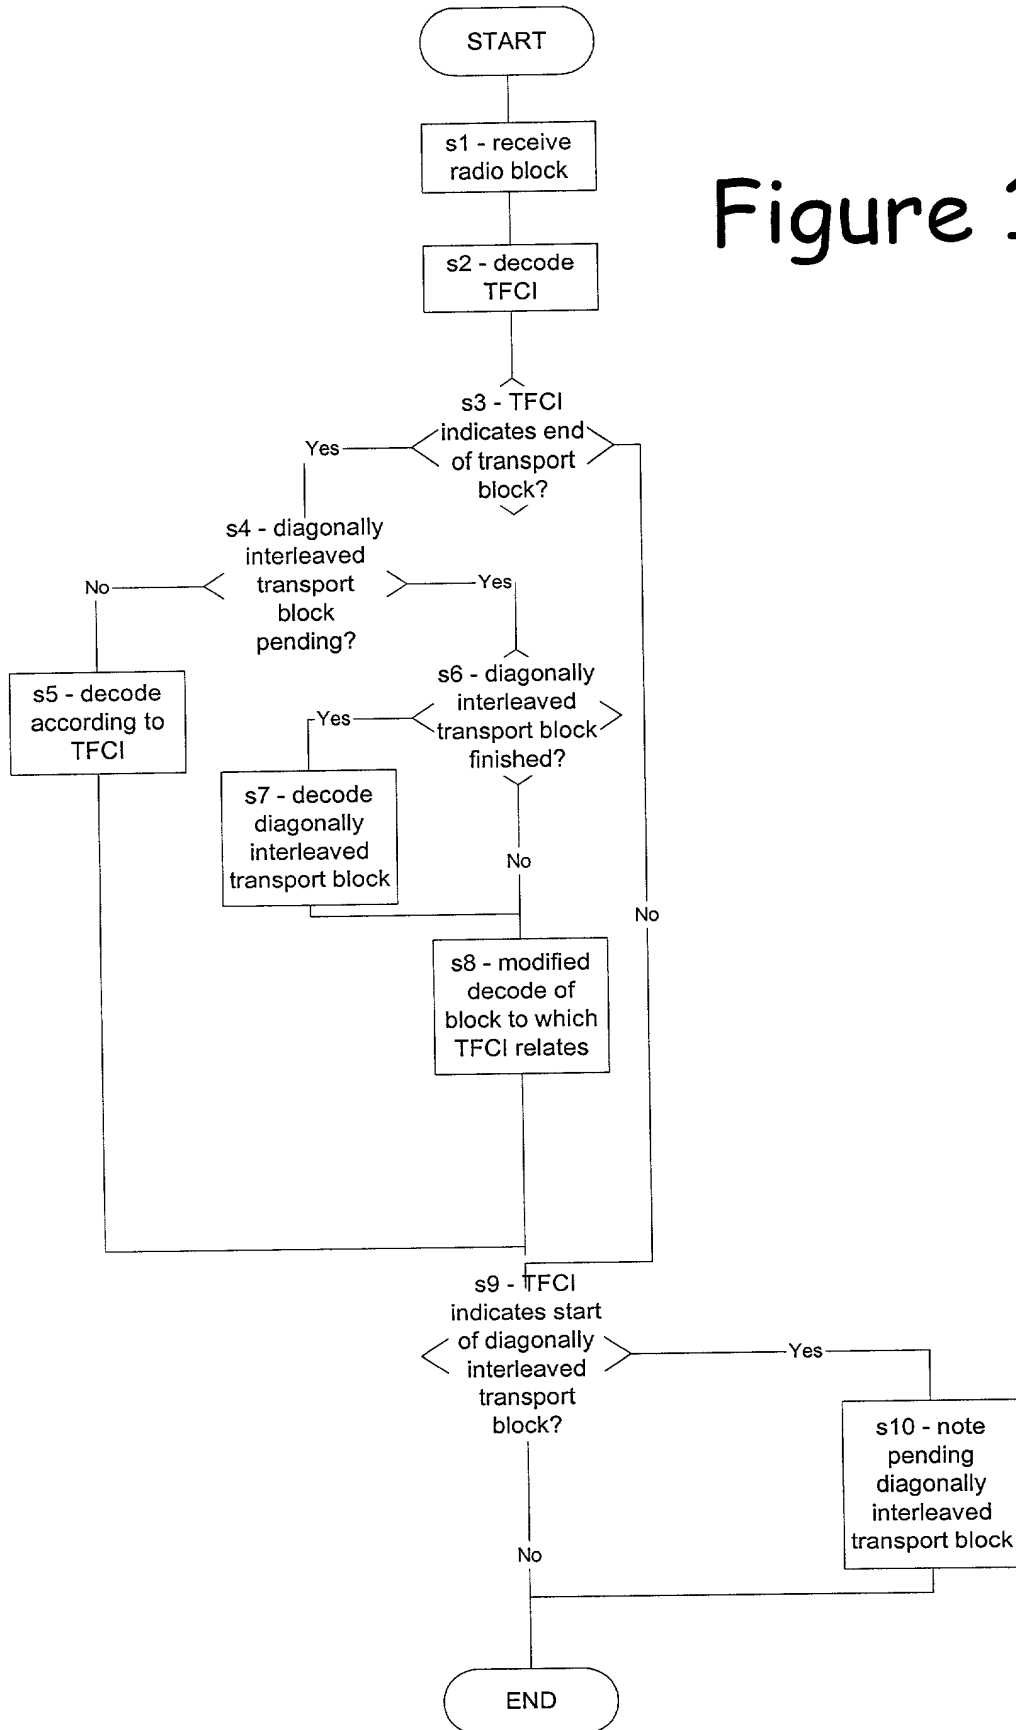 START
s1 - receive
radio block
Figure 1
s2 - decode
TFCI
s3 - TFCI
indicates end
of transport
block?
Yes
s4 - diagonally
interleaved
transport
block
pending?
No
Yes
s5 - decode
according to
TFCI
s6 - diagonally
interleaved
transport block
finished?
Yes
s7 - decode
diagonally
interleaved
transport block
No
No
s8 - modified
decode of
block to which
TFCI relates
s9 - TFCI
indicates start
of diagonally
interleaved
transport
block?
Yes
s10 - note
pending
diagonally
interleaved
transport block
No
END